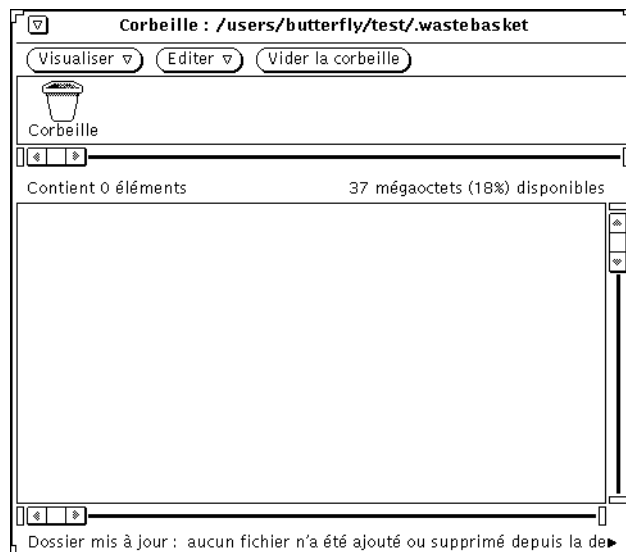 Corbeille : /users/butterfly/test/.wastebasket
Visualiser Editer Vider la corbeille
Corbeille
Contient 0 éléments 37 mégaoctets (18%) disponibles
Dossier mis à jour : aucun fichier n'a été ajouté ou supprimé depuis la de